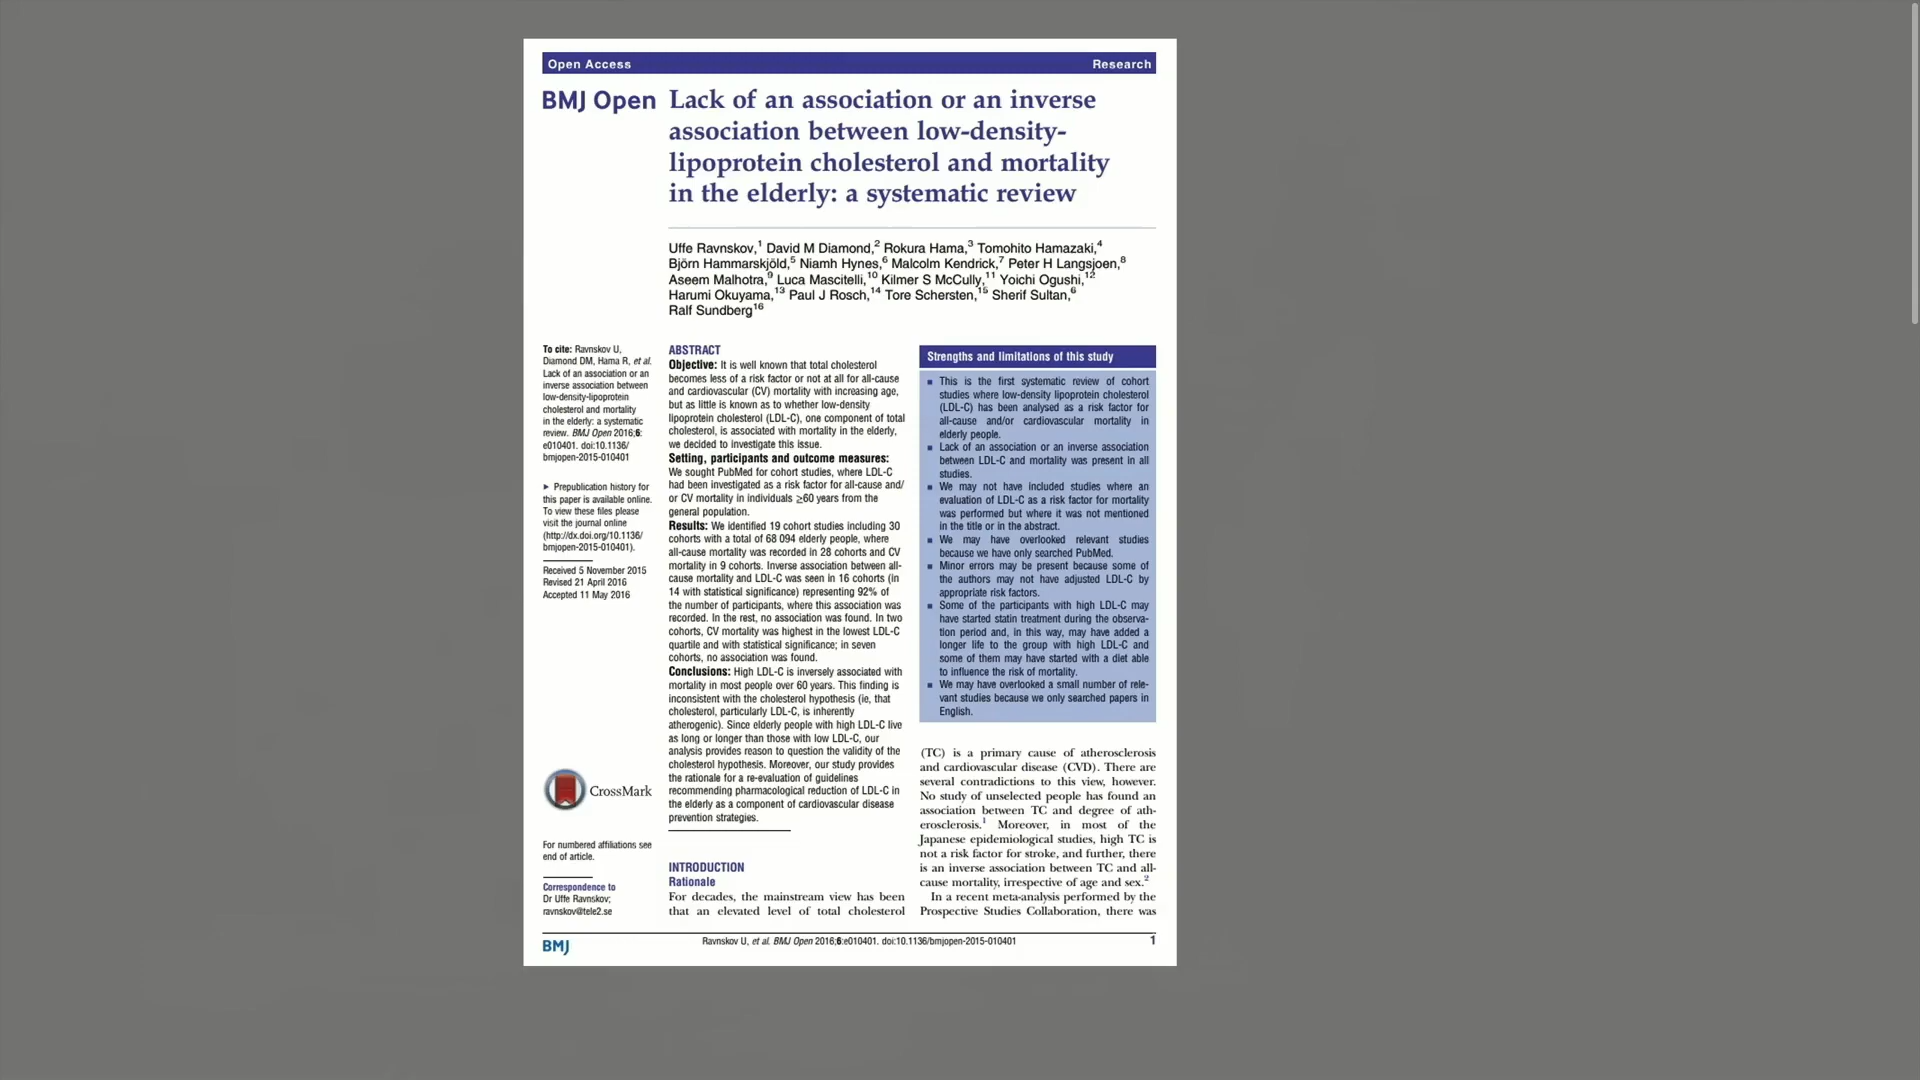 Open Access
Research
BMJ Open
Lack of an association or an inverse
association between low-density-
lipoprotein cholesterol and mortality
in the elderly: a systematic review
Uffe Ravnskov,1 David M Diamond,2 Rokura Hama,3 Tomohito Hamazaki,4
Björn Hammarskjöld,5 Niamh Hynes,6 Malcolm Kendrick,7 Peter H Langsjoen,8
Aseem Malhotra,9 Luca Mascitelli,10 Kilmer S McCully,11 Yoichi Ogushi,12
Harumi Okuyama,13 Paul J Rosch,14 Tore Schersten,15 Sherif Sultan,6
Ralf Sundberg16
To cite: Ravnskov U,
Diamond DM, Hama R, et al.
Lack of an association or an
inverse association between
low-density-lipoprotein
cholesterol and mortality
in the elderly: a systematic
review. BMJ Open 2016;6:
e010401. doi:10.1136/
bmjopen-2015-010401
► Prepublication history for
this paper is available online.
To view these files please
visit the journal online
(http://dx.doi.org/10.1136/
bmjopen-2015-010401).
Received 5 November 2015
Revised 21 April 2016
Accepted 11 May 2016
CrossMark
For numbered affiliations see
end of article.
Correspondence to
Dr Uffe Ravnskov;
ravnskov@tele2.se
ABSTRACT
Objective: It is well known that total cholesterol
becomes less of a risk factor or not at all for all-cause
and cardiovascular (CV) mortality with increasing age,
but as little is known as to whether low-density
lipoprotein cholesterol (LDL-C), one component of total
cholesterol, is associated with mortality in the elderly,
we decided to investigate this issue.
Setting, participants and outcome measures:
We sought PubMed for cohort studies, where LDL-C
had been investigated as a risk factor for all-cause and/
or CV mortality in individuals ≥60 years from the
general population.
Results: We identified 19 cohort studies including 30
cohorts with a total of 68 094 elderly people, where
all-cause mortality was recorded in 28 cohorts and CV
mortality in 9 cohorts. Inverse association between all-
cause mortality and LDL-C was seen in 16 cohorts (in
14 with statistical significance) representing 92% of
the number of participants, where this association was
recorded. In the rest, no association was found. In two
cohorts, CV mortality was highest in the lowest LDL-C
quartile and with statistical significance; in seven
cohorts, no association was found.
Conclusions: High LDL-C is inversely associated with
mortality in most people over 60 years. This finding is
inconsistent with the cholesterol hypothesis (ie, that
cholesterol, particularly LDL-C, is inherently
atherogenic). Since elderly people with high LDL-C live
as long or longer than those with low LDL-C, our
analysis provides reason to question the validity of the
cholesterol hypothesis. Moreover, our study provides
the rationale for a re-evaluation of guidelines
recommending pharmacological reduction of LDL-C in
the elderly as a component of cardiovascular disease
prevention strategies.
INTRODUCTION
Rationale
For decades, the mainstream view has been
that an elevated level of total cholesterol
Strengths and limitations of this study
▪ This is the first systematic review of cohort
studies where low-density lipoprotein cholesterol
(LDL-C) has been analysed as a risk factor for
all-cause and/or cardiovascular mortality in
elderly people.
▪ Lack of an association or an inverse association
between LDL-C and mortality was present in all
studies.
▪ We may not have included studies where an
evaluation of LDL-C as a risk factor for mortality
was performed but where it was not mentioned
in the title or in the abstract.
▪ We may have overlooked relevant studies
because we have only searched PubMed.
▪ Minor errors may be present because some of
the authors may not have adjusted LDL-C by
appropriate risk factors.
▪ Some of the participants with high LDL-C may
have started statin treatment during the observa-
tion period and, in this way, may have added a
longer life to the group with high LDL-C and
some of them may have started with a diet able
to influence the risk of mortality.
▪ We may have overlooked a small number of rele-
vant studies because we only searched papers in
English.
(TC) is a primary cause of atherosclerosis
and cardiovascular disease (CVD). There are
several contradictions to this view, however.
No study of unselected people has found an
association between TC and degree of ath-
erosclerosis.1 Moreover, in most of the
Japanese epidemiological studies, high TC is
not a risk factor for stroke, and further, there
is an inverse association between TC and all-
cause mortality, irrespective of age and sex.2
In a recent meta-analysis performed by the
Prospective Studies Collaboration, there was
BMJ
Ravnskov U, et al. BMJ Open 2016;6:e010401. doi:10.1136/bmjopen-2015-010401
1